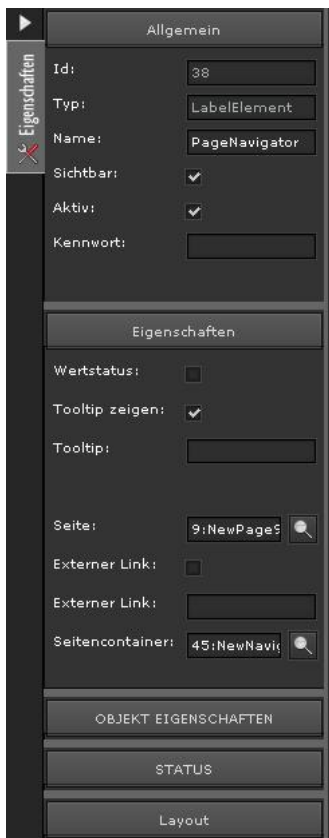 Allgemein
Eigenschaften
Id: 38
Typ: LabelElement
Name: PageNavigator
Sichtbar:
Aktiv:
Kennwort:
Eigenschaften
Wertstatus:
Tooltip zeigen:
Tooltip:
Seite: 9:NewPage9
Externer Link:
Externer Link:
Seitencontainer: 45:NewNavig
OBJEKT EIGENSCHAFTEN
STATUS
Layout